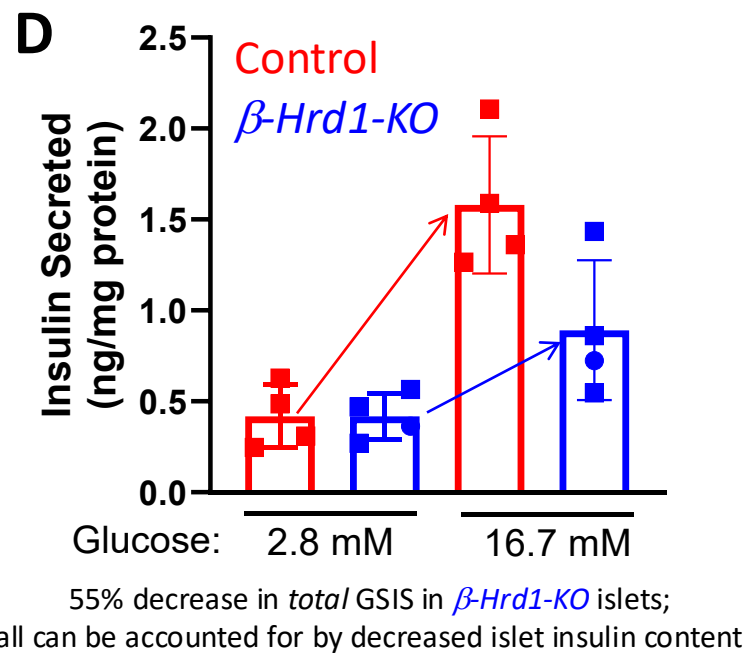 D
2.5
Control
β-Hrd1-KO
2.0
1.5
1.0
0.5
0.0
Insulin Secreted
(ng/mg protein)
Glucose: 2.8 mM 16.7 mM
55% decrease in total GSIS in β-Hrd1-KO islets;
all can be accounted for by decreased islet insulin content